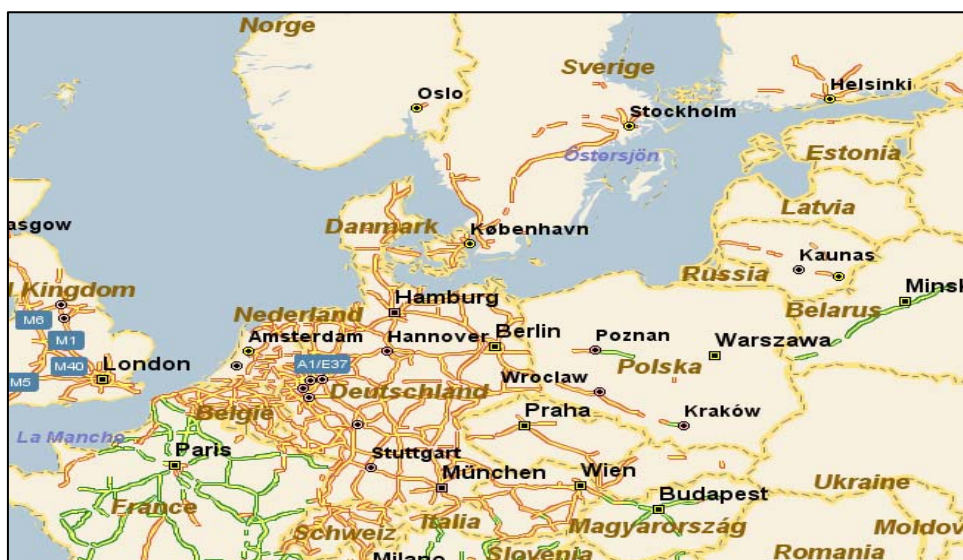 Norge
Sverige
Oslo
Helsinki
Stockholm
Östersjön
Estonia
Latvia
asgow
Danmark
København
Kaunas
Russia
Minsk
l Kingdom
Belarus
Hamburg
M6
Nederland
M1
Amsterdam
Hannover
Berlin
Poznan
Warszawa
London
M40
A1/E37
Polska
M5
Deutschland
Wroclaw
België
Praha
Kraków
La Manche
Paris
Stuttgart
München
Wien
Ukraine
Budapest
France
Schweiz
Italia
Magyarország
Moldov
Milano
Slovenia
Romania